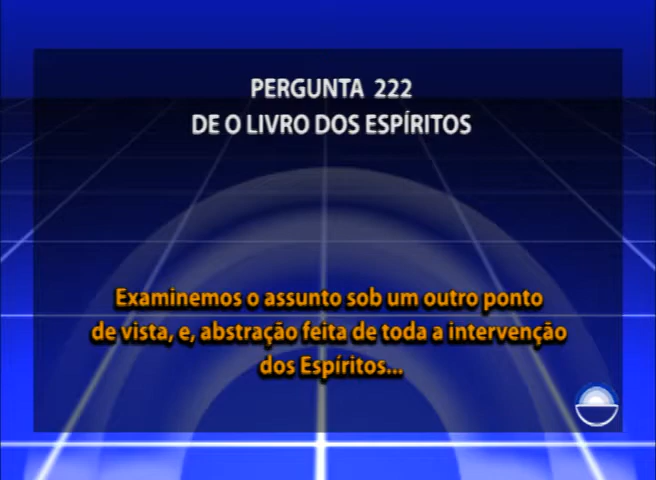 PERGUNTA 222
DE O LIVRO DOS ESPÍRITOS
Examinemos o assunto sob um outro ponto
de vista, e, abstração feita de toda a intervenção
dos Espíritos...